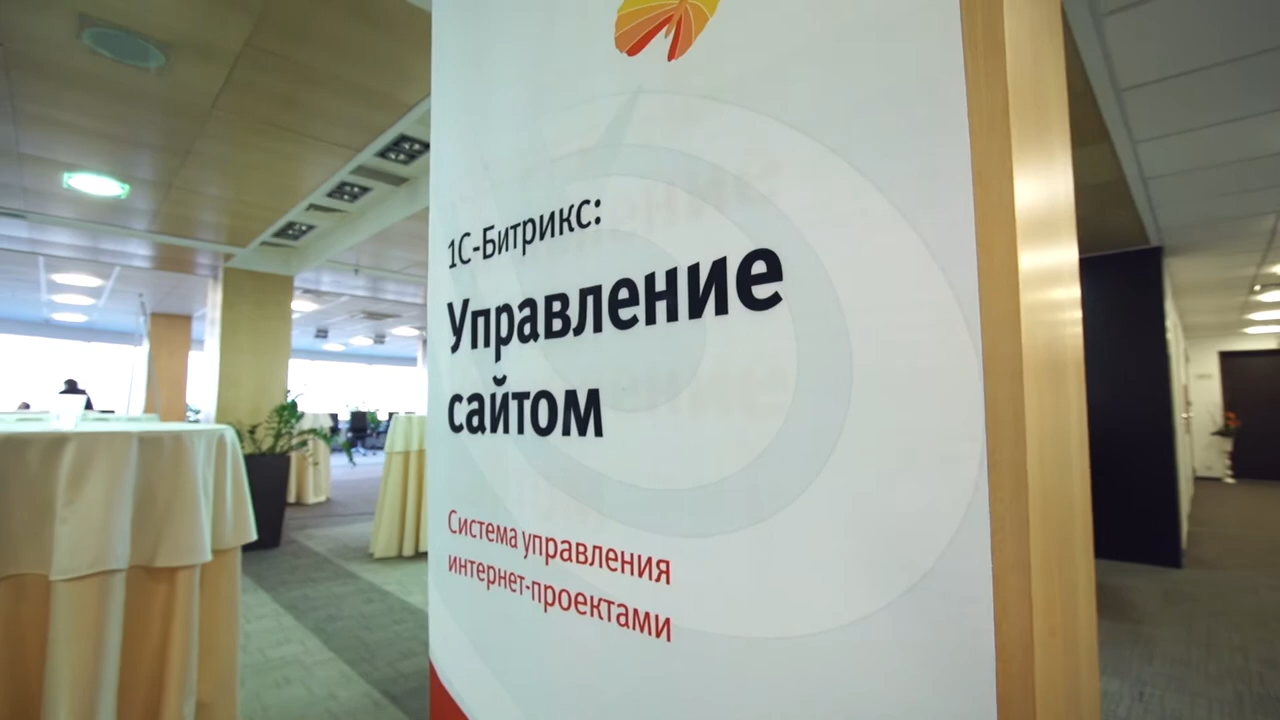 1С-Битрикс:
Управление
сайтом
Система управления
интернет-проектами